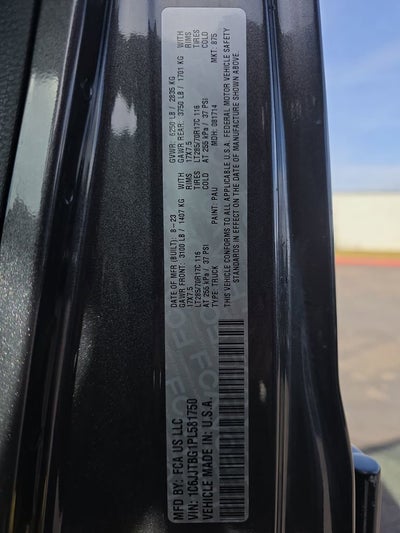 MFD BY: FCA US LLC
DATE OF MFR (BUILT): 8-23
GVWR: 6250 LB / 2835 KG
GAWR FRONT: 3100 LB / 1407 KG WITH
17X7.5 RIMS
LT285/70R17C 116 TIRES
AT 255 kPa / 37 PSI COLD
GAWR REAR: 3750 LB / 1701 KG WITH
17X7.5 RIMS
LT285/70R17C 116 TIRES
AT 255 kPa / 37 PSI COLD
VIN: 1C6JJTBG1PL581750
TYPE: TRUCK
PAINT: PAU
MDH: 081714
MKT: 875
VEHICLE MADE IN: U.S.A.
THIS VEHICLE CONFORMS TO ALL APPLICABLE U.S.A. FEDERAL MOTOR VEHICLE SAFETY
STANDARDS IN EFFECT ON THE DATE OF MANUFACTURE SHOWN ABOVE.